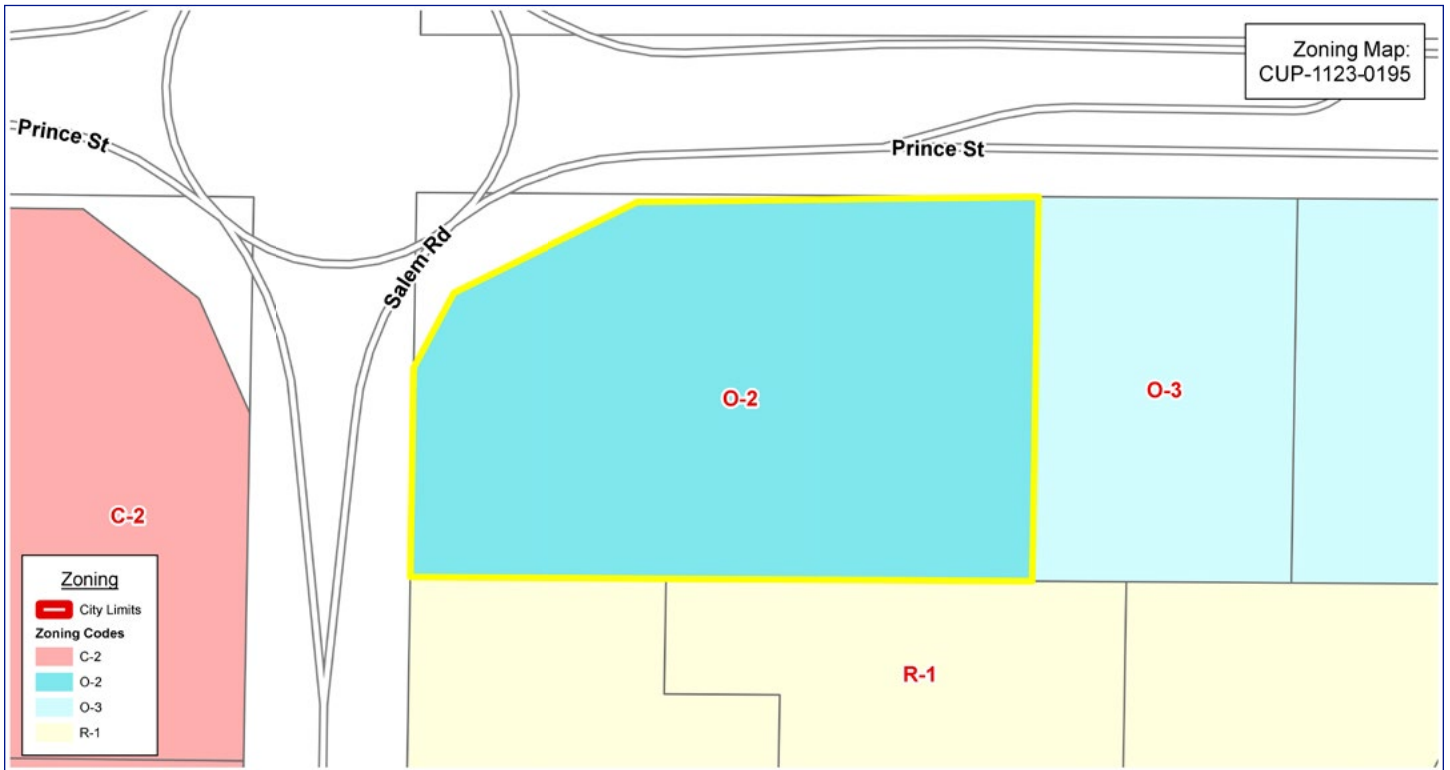 Zoning Map:
CUP-1123-0195
Prince St
Prince St
Salem Rd
O-2
O-3
C-2
R-1
Zoning
City Limits
Zoning Codes
C-2
O-2
O-3
R-1